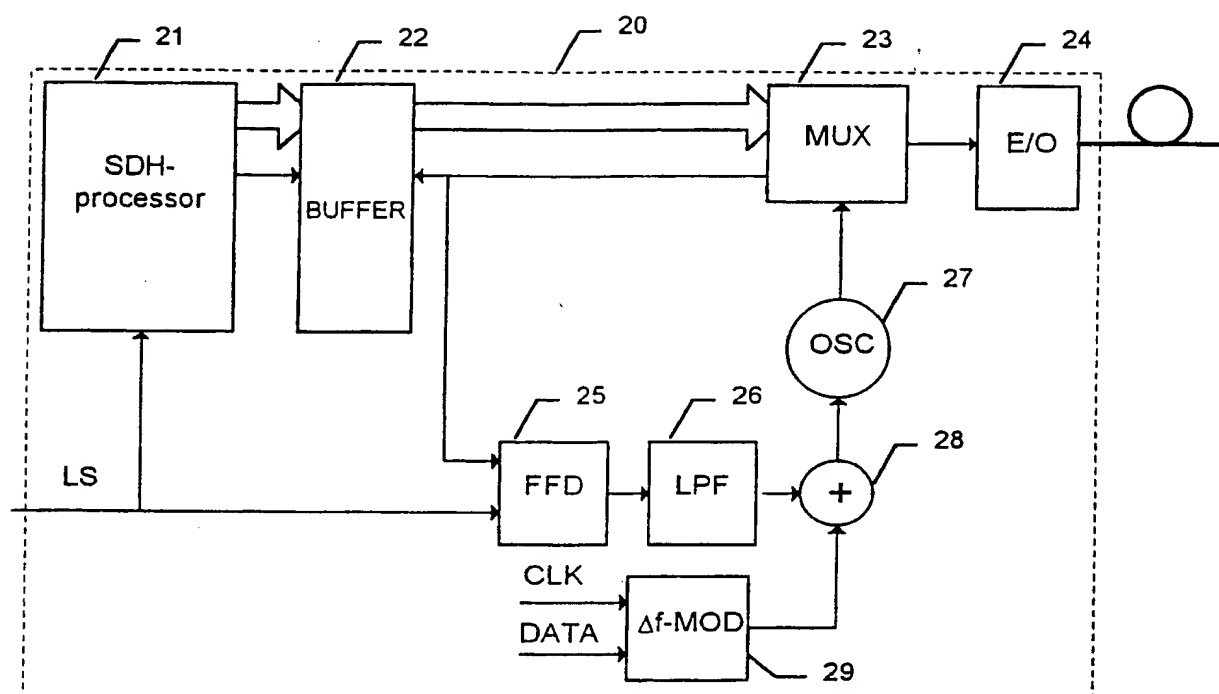 21
22
20
23
24
SDH-
processor
BUFFER
MUX
E/O
27
OSC
25
26
28
LS
FFD
LPF
+
CLK
DATA
Δf-MOD
29